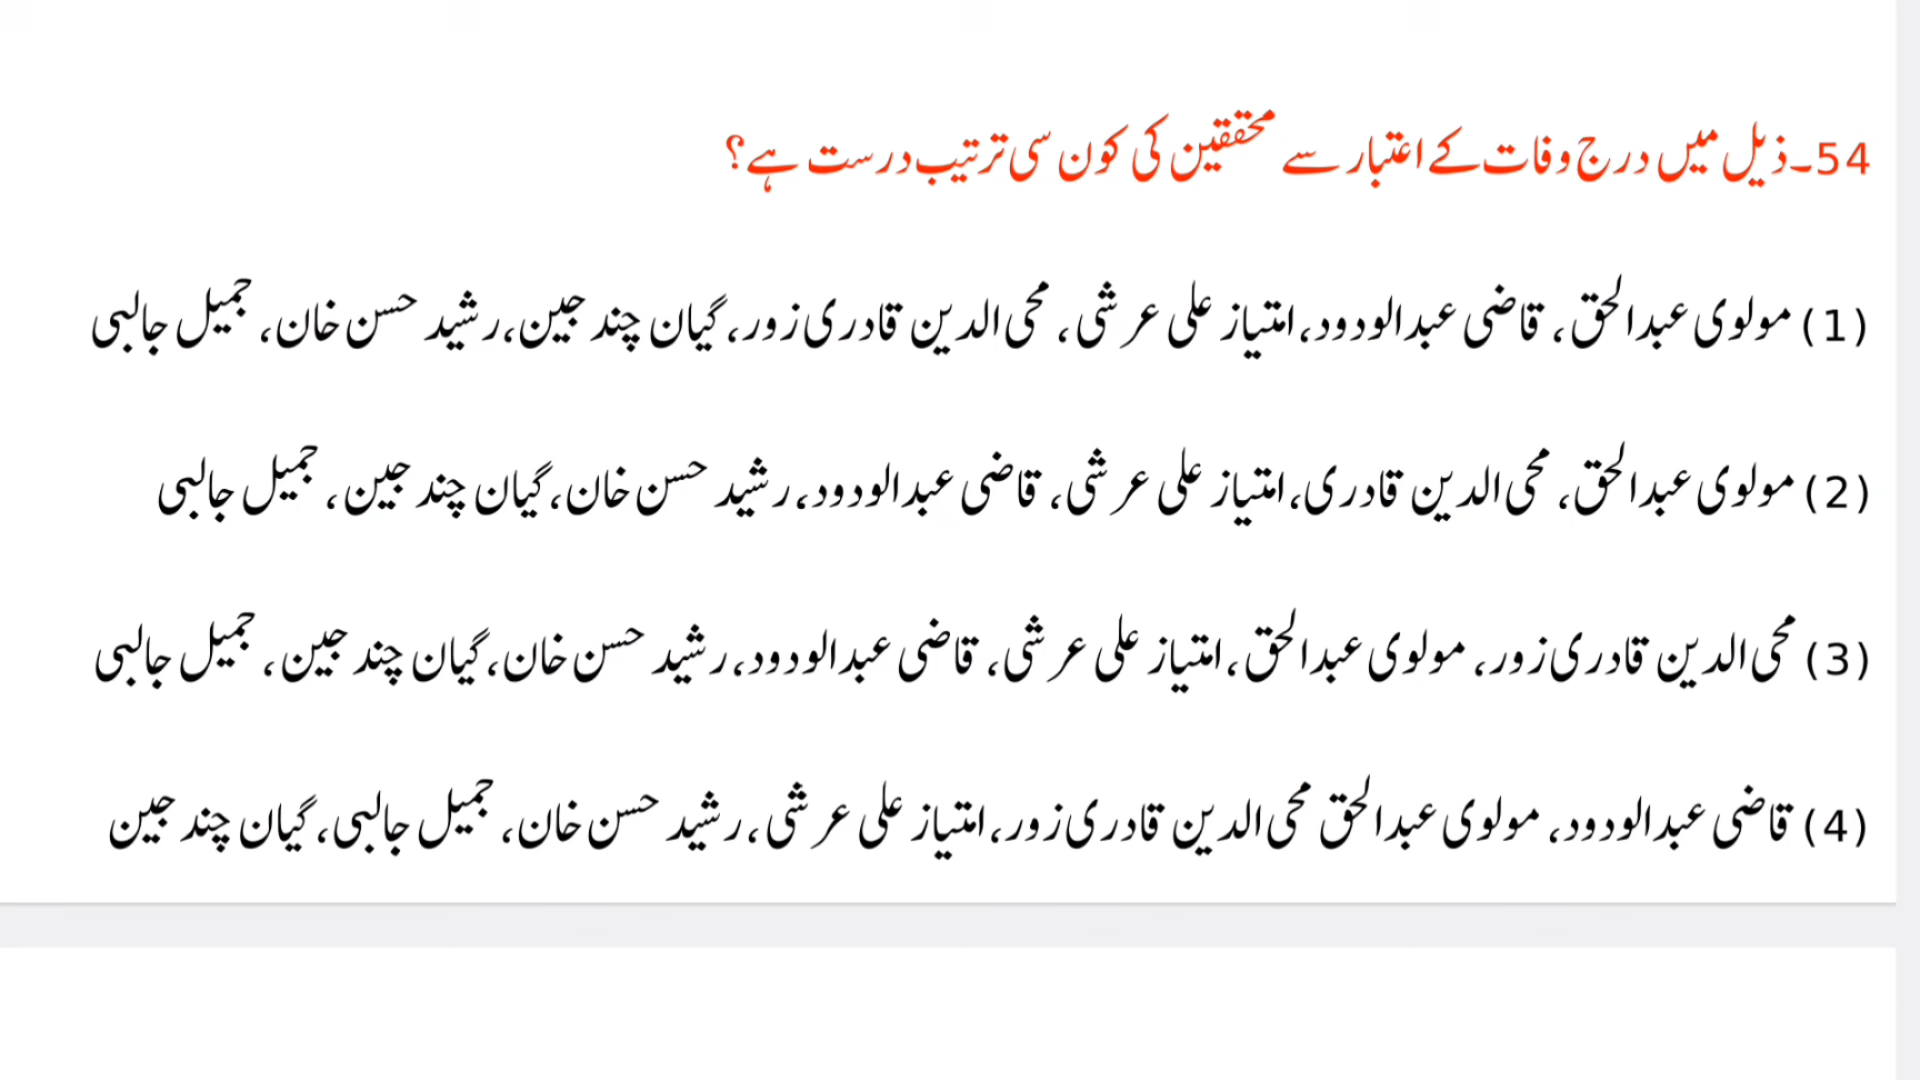 54۔ذیل میں درج وفات کے اعتبار سے محققین کی کون سی ترتیب درست ہے؟
(1) مولوی عبدالحق، قاضی عبدالودود،امتیاز علی عرشی، محی الدین قادری زور، گیان چند جین،رشید حسن خان، جمیل جالبی
(2) مولوی عبدالحق، محی الدین قادری،امتیاز علی عرشی، قاضی عبدالودود،رشید حسن خان،گیان چند جین، جمیل جالبی
(3) محی الدین قادری زور، مولوی عبدالحق،امتیاز علی عرشی، قاضی عبدالودود،رشید حسن خان،گیان چند جین، جمیل جالبی
(4) قاضی عبدالودود، مولوی عبدالحق محی الدین قادری زور،امتیاز علی عرشی،رشید حسن خان، جمیل جالبی،گیان چند جین